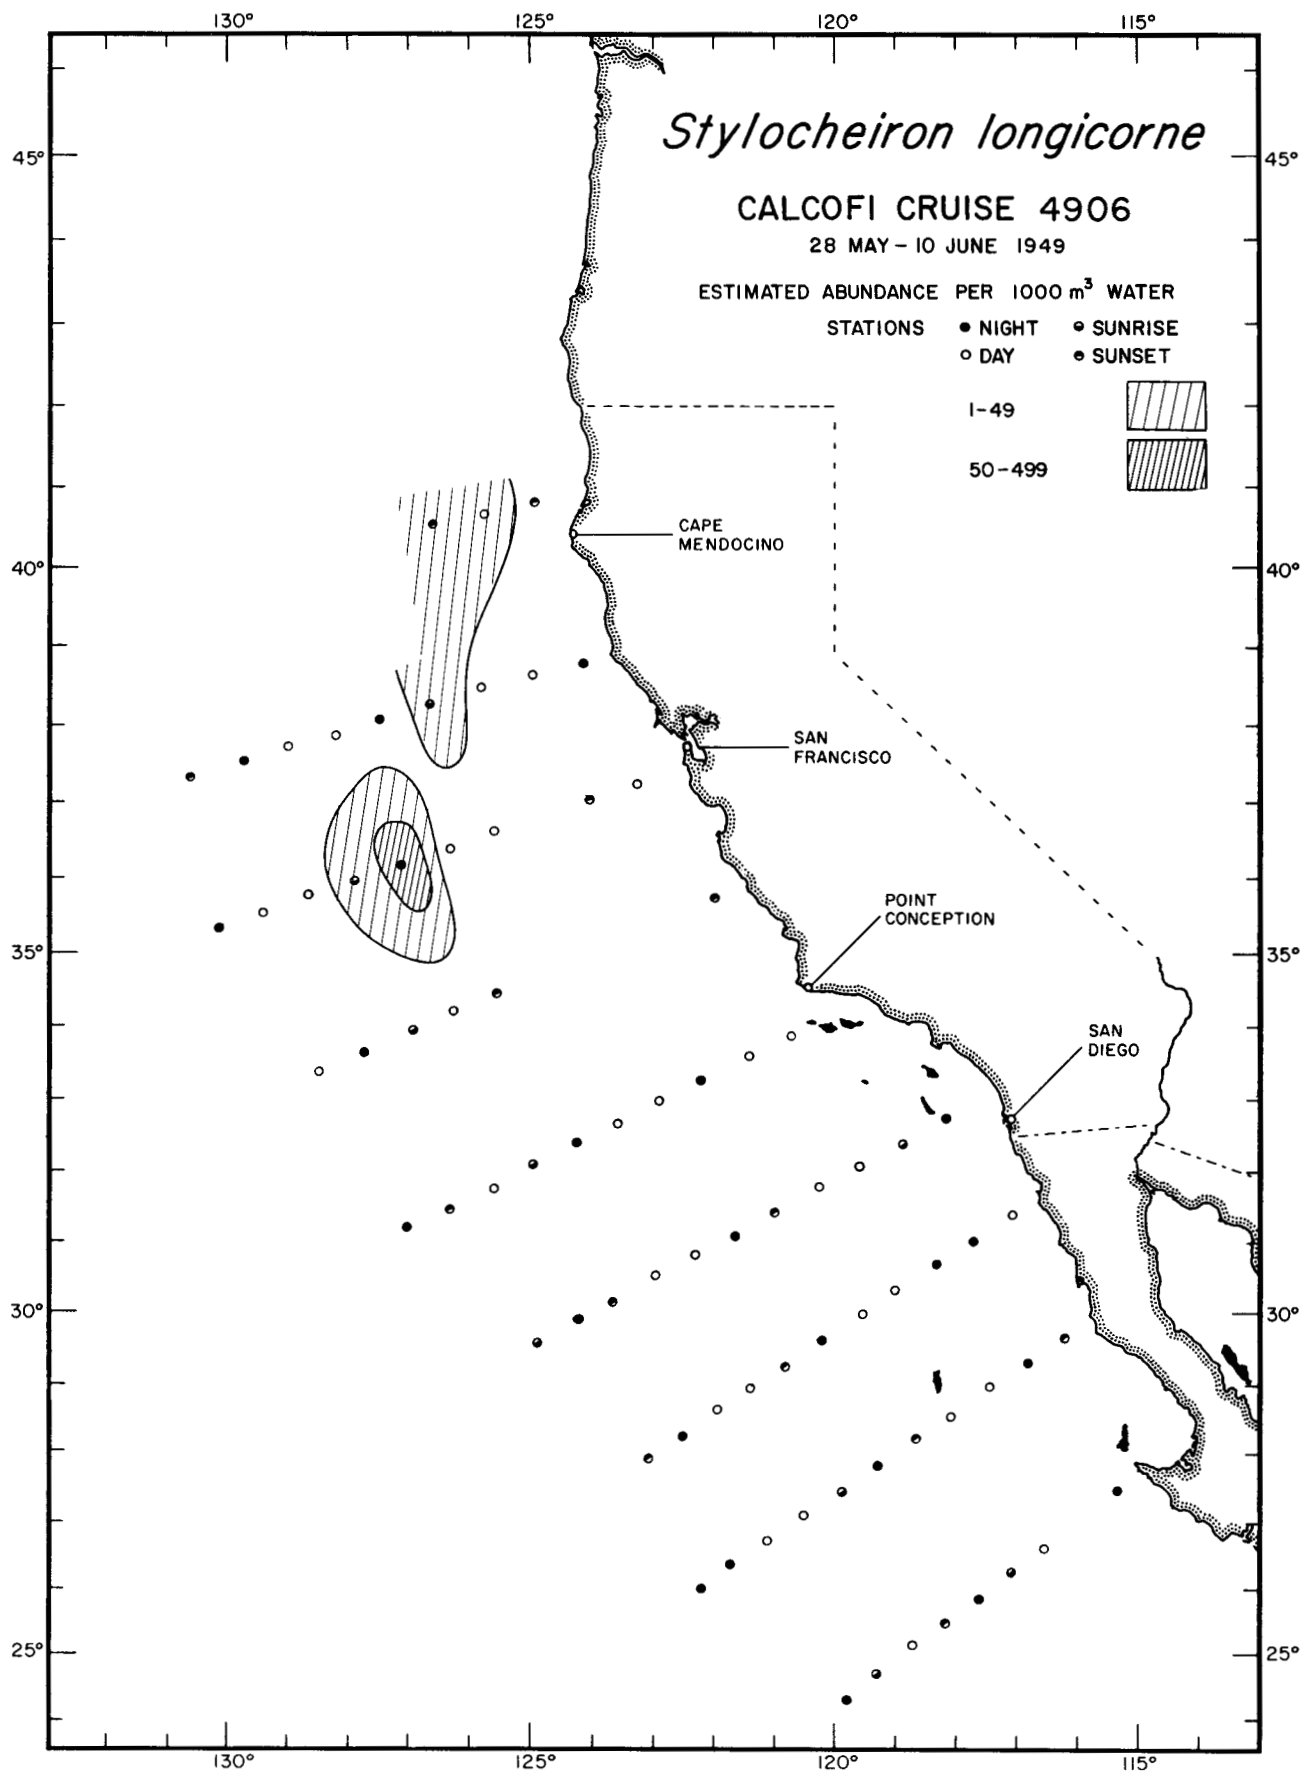 130° 125° 120° 115°
Stylocheiron longicorne
CALCOFI CRUISE 4906
28 MAY – 10 JUNE 1949
ESTIMATED ABUNDANCE PER 1000 m³ WATER
STATIONS ● NIGHT SUNRISE
○ DAY SUNSET
1-49
50-499
45° 45°
CAPE
MENDOCINO
40° 40°
SAN
FRANCISCO
POINT
CONCEPTION
35° 35°
SAN
DIEGO
30° 30°
25° 25°
130° 125° 120° 115°